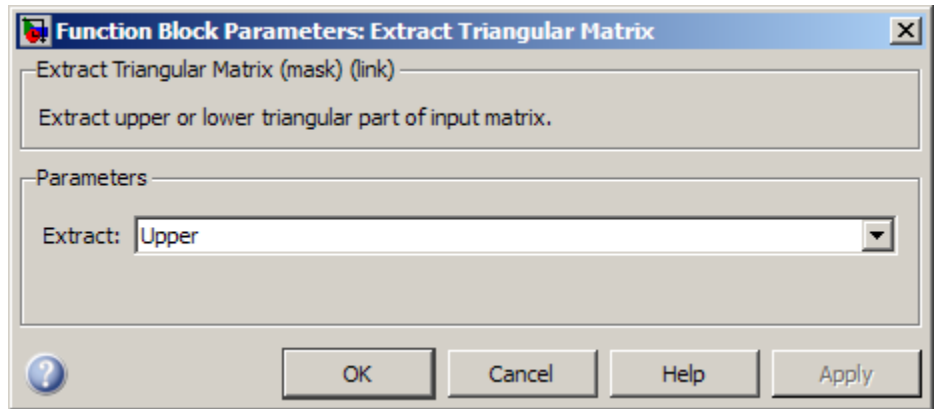 Function Block Parameters: Extract Triangular Matrix
Extract Triangular Matrix (mask) (link)
Extract upper or lower triangular part of input matrix.
Parameters
Extract: Upper
OK Cancel Help Apply